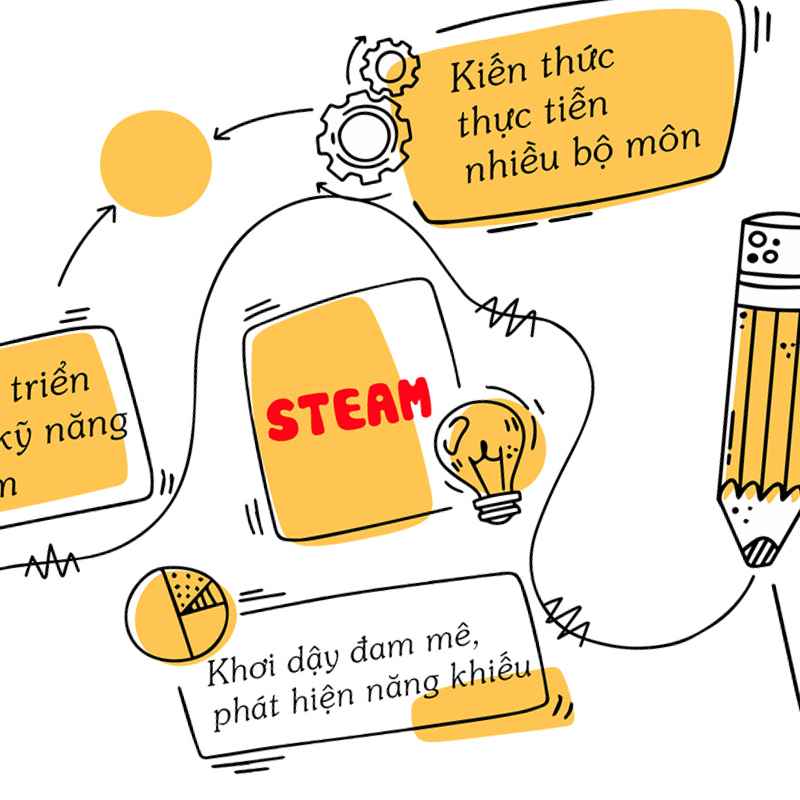 Kiến thức
thực tiễn
nhiều bộ môn
triển
kỹ năng
STEAM
Khơi dậy đam mê,
phát hiện năng khiếu